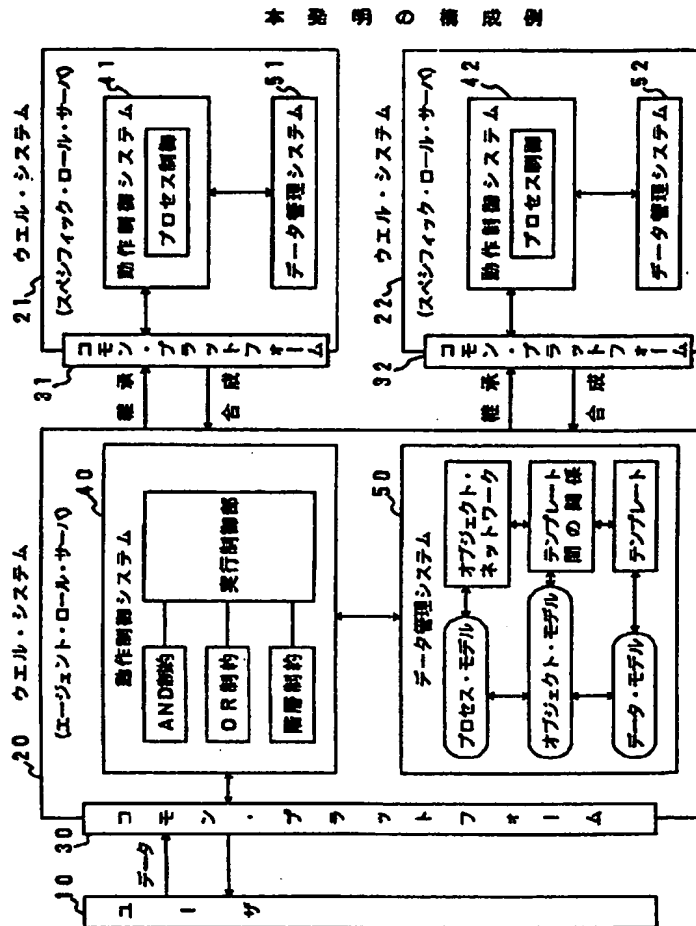 本発明の構成例
10
ユーザ
データ
30
コモン・プラットフォーム
20 ウエル・システム
(エージェント・ロール・サーバ)
40
動作制御システム
AND制約
OR制約
階層制約
実行制御部
50
データ管理システム
プロセス・モデル
オブジェクト・モデル
データ・モデル
オブジェクト・
ネットワーク
テンプレート
間の関係
テンプレート
継承
合成
31
コモン・プラットフォーム
21 ウエル・システム
(スペシフィック・ロール・サーバ)
41
動作制御システム
プロセス制御
51
データ管理システム
継承
合成
32
コモン・プラットフォーム
22 ウエル・システム
(スペシフィック・ロール・サーバ)
42
動作制御システム
プロセス制御
52
データ管理システム